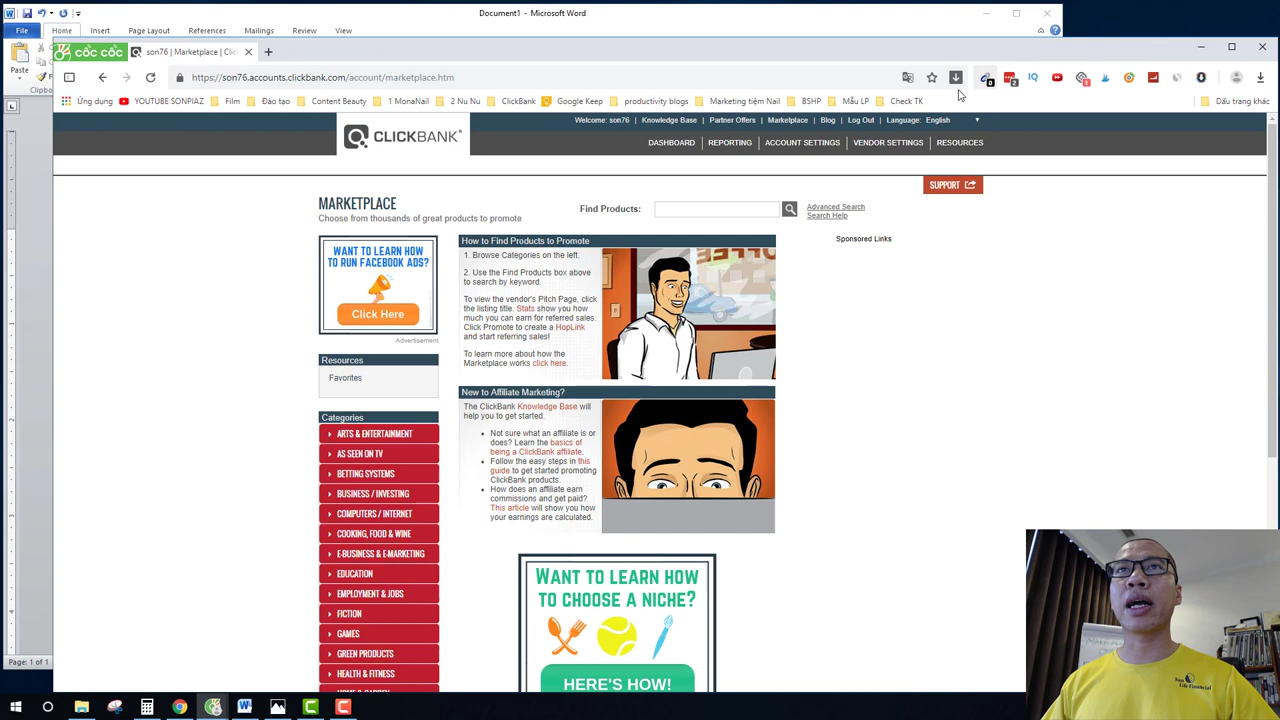 Document1 - Microsoft Word
File Home Insert Page Layout References Mailings Review View
Paste
Clipboa
cốc cốc
son76 | Marketplace | Clic
https://son76.accounts.clickbank.com/account/marketplace.htm
Ứng dụng YOUTUBE SONPIAZ Film Đào tạo Content Beauty 1 MonaNail 2 Nu Nu ClickBank Google Keep productivity blogs Marketing tiệm Nail BSHP Mẫu LP Check TK Dấu trang khác
Welcome: son76 | Knowledge Base | Partner Offers | Marketplace | Blog | Log Out | Language: English
CLICKBANK
DASHBOARD REPORTING ACCOUNT SETTINGS VENDOR SETTINGS RESOURCES
SUPPORT
MARKETPLACE
Choose from thousands of great products to promote
Find Products:
Advanced Search
Search Help
WANT TO LEARN HOW
TO RUN FACEBOOK ADS?
Click Here
Advertisement
Resources
Favorites
Categories
ARTS & ENTERTAINMENT
AS SEEN ON TV
BETTING SYSTEMS
BUSINESS / INVESTING
COMPUTERS / INTERNET
COOKING, FOOD & WINE
E-BUSINESS & E-MARKETING
EDUCATION
EMPLOYMENT & JOBS
FICTION
GAMES
GREEN PRODUCTS
HEALTH & FITNESS
How to Find Products to Promote
1. Browse Categories on the left.
2. Use the Find Products box above
to search by keyword.
To view the vendor's Pitch Page, click
the listing title. Stats show you how
much you can earn for referred sales.
Click Promote to create a HopLink
and start referring sales!
To learn more about how the
Marketplace works click here.
New to Affiliate Marketing?
The ClickBank Knowledge Base will
help you to get started.
Not sure what an affiliate is or
does? Learn the basics of
being a ClickBank affiliate.
Follow the easy steps in this
guide to get started promoting
ClickBank products.
How does an affiliate earn
commissions and get paid?
This article will show you how
your earnings are calculated.
WANT TO LEARN HOW
TO CHOOSE A NICHE?
HERE'S HOW!
Sponsored Links
Page: 1 of 1
Sun Life Financial